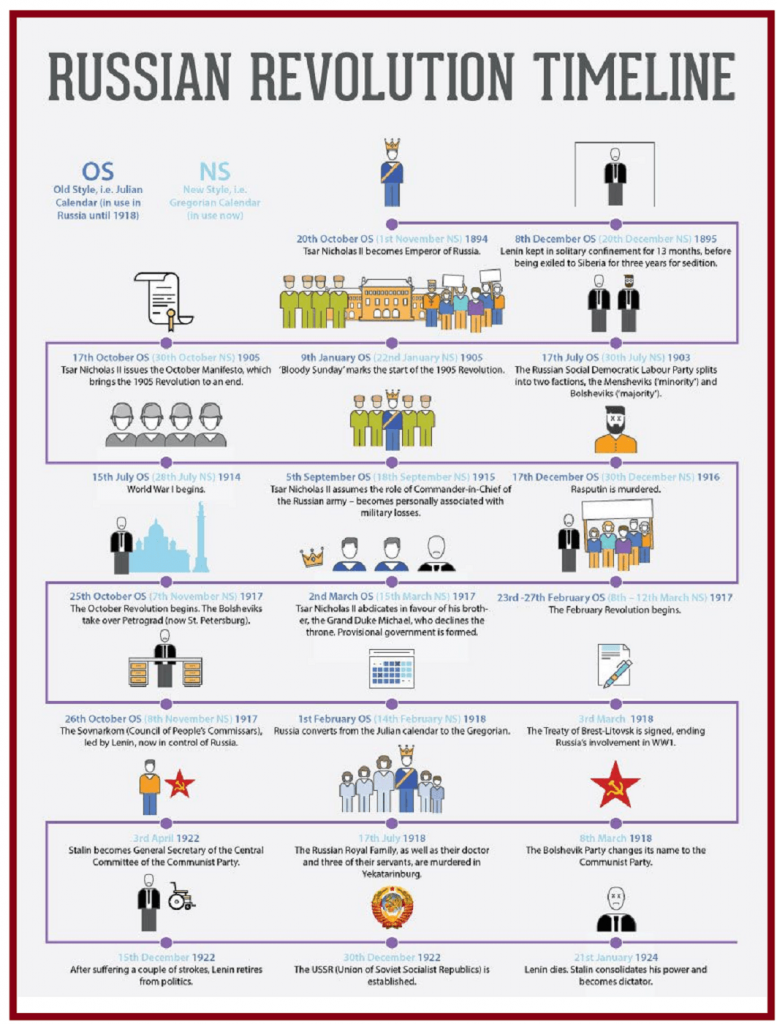 RUSSIAN REVOLUTION TIMELINE
OS
Old Style, i.e. Julian
Calendar (in use in
Russia until 1918)
NS
New Style, i.e.
Gregorian Calendar
(in use now)
20th October OS (1st November NS) 1894
Tsar Nicholas II becomes Emperor of Russia.
8th December OS (20th December NS) 1895
Lenin kept in solitary confinement for 13 months, before
being exiled to Siberia for three years for sedition.
17th July OS (30th July NS) 1903
The Russian Social Democratic Labour Party splits
into two factions, the Mensheviks ('minority') and
Bolsheviks ('majority').
9th January OS (22nd January NS) 1905
'Bloody Sunday' marks the start of the 1905 Revolution.
17th October OS (30th October NS) 1905
Tsar Nicholas II issues the October Manifesto, which
brings the 1905 Revolution to an end.
15th July OS (28th July NS) 1914
World War I begins.
5th September OS (18th September NS) 1915
Tsar Nicholas II assumes the role of Commander-in-Chief of
the Russian army – becomes personally associated with
military losses.
17th December OS (30th December NS) 1916
Rasputin is murdered.
23rd -27th February OS (8th – 12th March NS) 1917
The February Revolution begins.
2nd March OS (15th March NS) 1917
Tsar Nicholas II abdicates in favour of his broth-
er, the Grand Duke Michael, who declines the
throne. Provisional government is formed.
25th October OS (7th November NS) 1917
The October Revolution begins. The Bolsheviks
take over Petrograd (now St. Petersburg).
26th October OS (8th November NS) 1917
The Sovnarkom (Council of People's Commissars),
led by Lenin, now in control of Russia.
1st February OS (14th February NS) 1918
Russia converts from the Julian calendar to the Gregorian.
3rd March 1918
The Treaty of Brest-Litovsk is signed, ending
Russia's involvement in WW1.
8th March 1918
The Bolshevik Party changes its name to the
Communist Party.
17th July 1918
The Russian Royal Family, as well as their doctor
and three of their servants, are murdered in
Yekatarinburg.
3rd April 1922
Stalin becomes General Secretary of the Central
Committee of the Communist Party.
15th December 1922
After suffering a couple of strokes, Lenin retires
from politics.
30th December 1922
The USSR (Union of Soviet Socialist Republics) is
established.
21st January 1924
Lenin dies. Stalin consolidates his power and
becomes dictator.